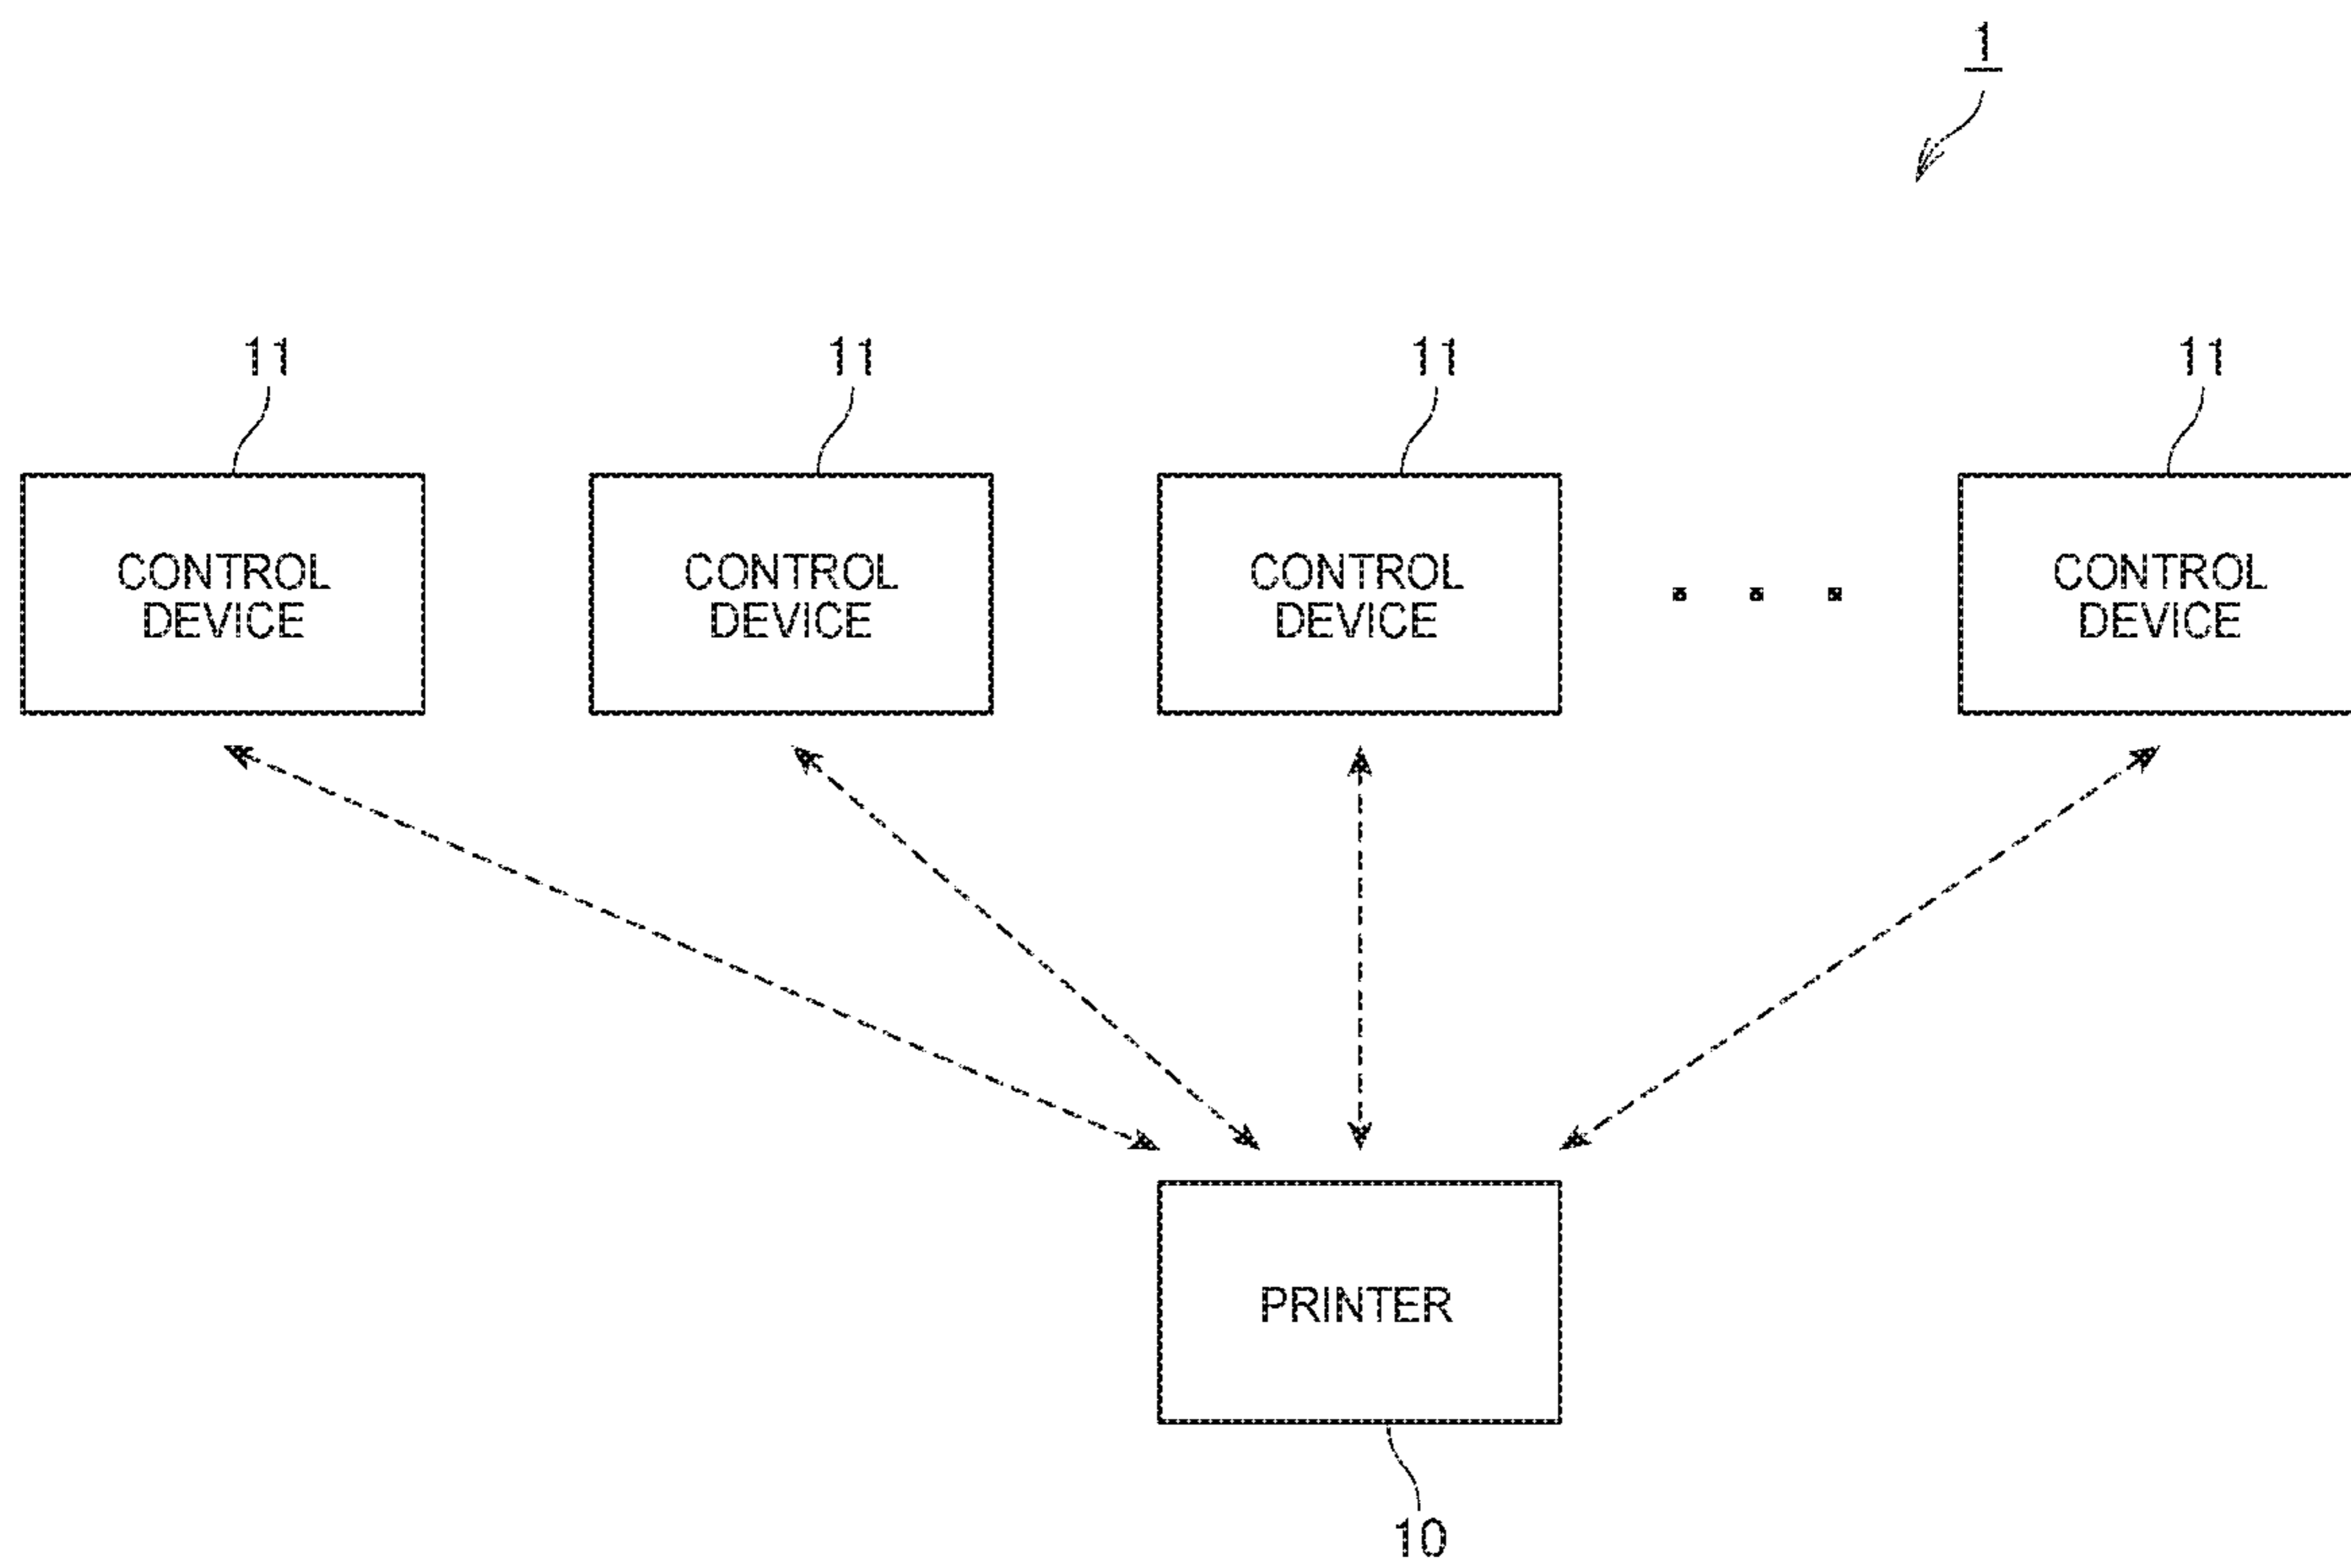 1
11 11 11 11
CONTROL CONTROL CONTROL CONTROL
DEVICE DEVICE DEVICE DEVICE
PRINTER
10